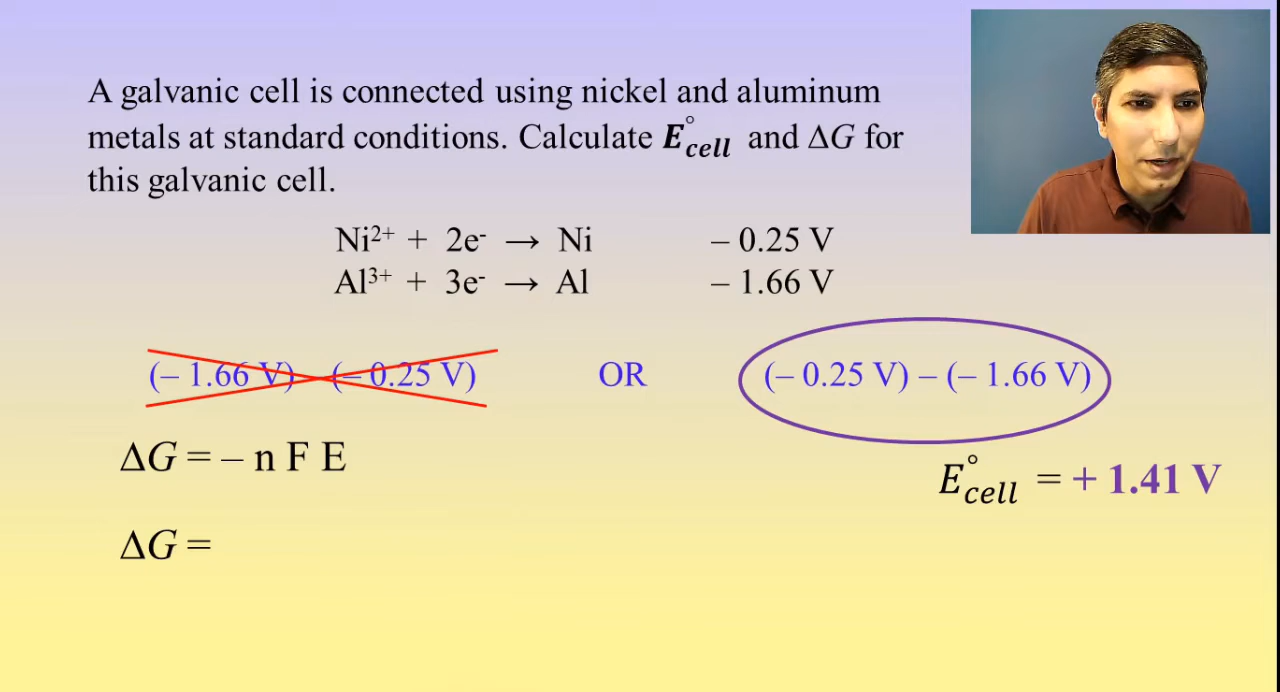 A galvanic cell is connected using nickel and aluminum
metals at standard conditions. Calculate E°cell and ΔG for
this galvanic cell.
Ni²⁺ + 2e⁻ → Ni – 0.25 V
Al³⁺ + 3e⁻ → Al – 1.66 V
(– 1.66 V) – (– 0.25 V) OR (– 0.25 V) – (– 1.66 V)
ΔG = – n F E
E°cell = + 1.41 V
ΔG =